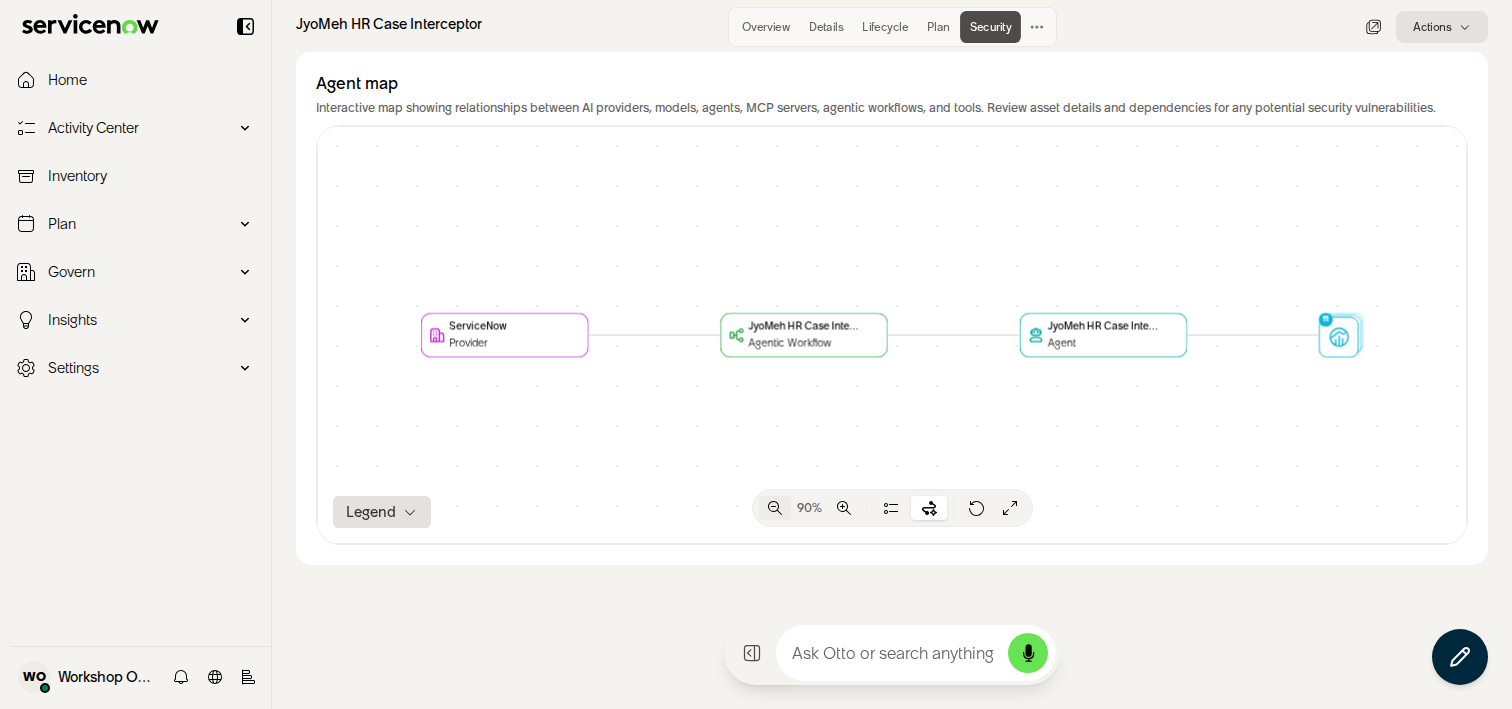 servicenow
JyoMeh HR Case Interceptor
Overview
Details
Lifecycle
Plan
Security
Actions
Home
Activity Center
Inventory
Plan
Govern
Insights
Settings
Agent map
Interactive map showing relationships between AI providers, models, agents, MCP servers, agentic workflows, and tools. Review asset details and dependencies for any potential security vulnerabilities.
ServiceNow
Provider
JyoMeh HR Case Inte...
Agentic Workflow
JyoMeh HR Case Inte...
Agent
11
Legend
90%
Ask Otto or search anything
WO
Workshop O...